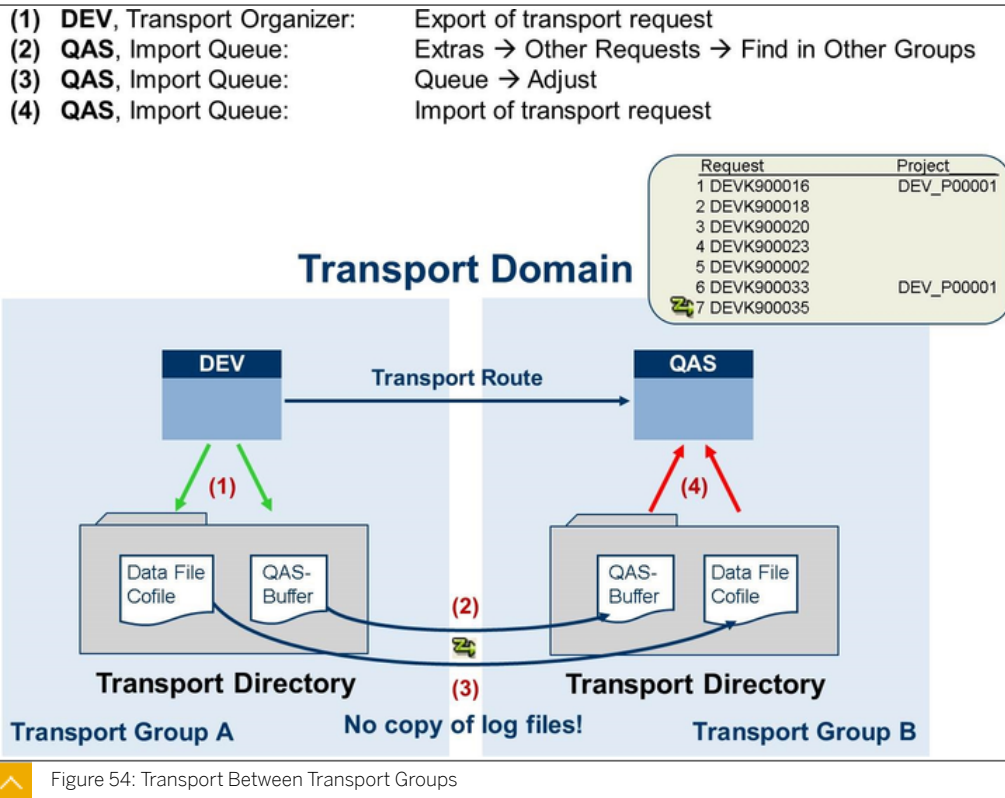 (1) DEV, Transport Organizer: Export of transport request
(2) QAS, Import Queue: Extras → Other Requests → Find in Other Groups
(3) QAS, Import Queue: Queue → Adjust
(4) QAS, Import Queue: Import of transport request
Request Project
1 DEVK900016 DEV_P00001
2 DEVK900018
3 DEVK900020
4 DEVK900023
5 DEVK900002
6 DEVK900033 DEV_P00001
7 DEVK900035
Transport Domain
DEV
Transport Route
QAS
(1)
(4)
Data File
Cofile
QAS-
Buffer
QAS-
Buffer
Data File
Cofile
(2)
(3)
Transport Directory
Transport Directory
No copy of log files!
Transport Group A
Transport Group B
Figure 54: Transport Between Transport Groups